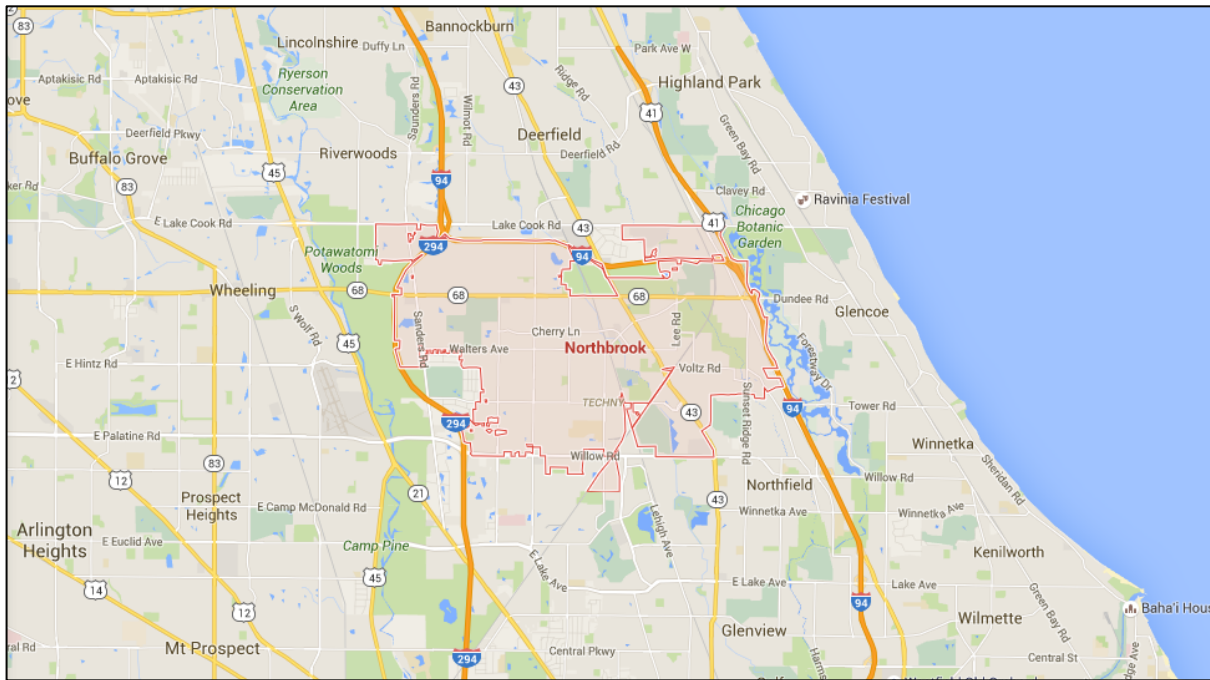 Bannockburn
83
Lincolnshire
Duffy Ln
Park Ave W
Ryerson
Conservation
Area
Aptakisic Rd
Aptakisic Rd
Saunders Rd
Wilmot Rd
43
Ridge Rd
Highland Park
41
Green Bay Rd
Deerfield Pkwy
Deerfield
Deerfield Rd
Riverwoods
Buffalo Grove
45
83
94
Clavey Rd
Ravinia Festival
E Lake Cook Rd
Lake Cook Rd
43
41
Chicago
Botanic
Garden
294
94
Potawatomi
Woods
Wheeling
68
68
68
Dundee Rd
Glencoe
S Wolf Rd
Sanders Rd
Cherry Ln
Lee Rd
Forestway Dr
45
Walters Ave
Northbrook
E Hintz Rd
Voltz Rd
Sunset Ridge Rd
TECHNY
43
94
Tower Rd
294
E Palatine Rd
Winnetka
83
Willow Rd
Sheridan Rd
12
Prospect
Heights
21
Northfield
Willow Rd
43
E Camp McDonald Rd
Lehigh Ave
Winnetka Ave
Winnetka Ave
Arlington
Heights
E Euclid Ave
Camp Pine
Kenilworth
E Lake Ave
45
E Lake Ave
Lake Ave
Green Bay Rd
14
12
94
Baha'i Hous
Wilmette
Glenview
Mt Prospect
294
Central Pkwy
Central St